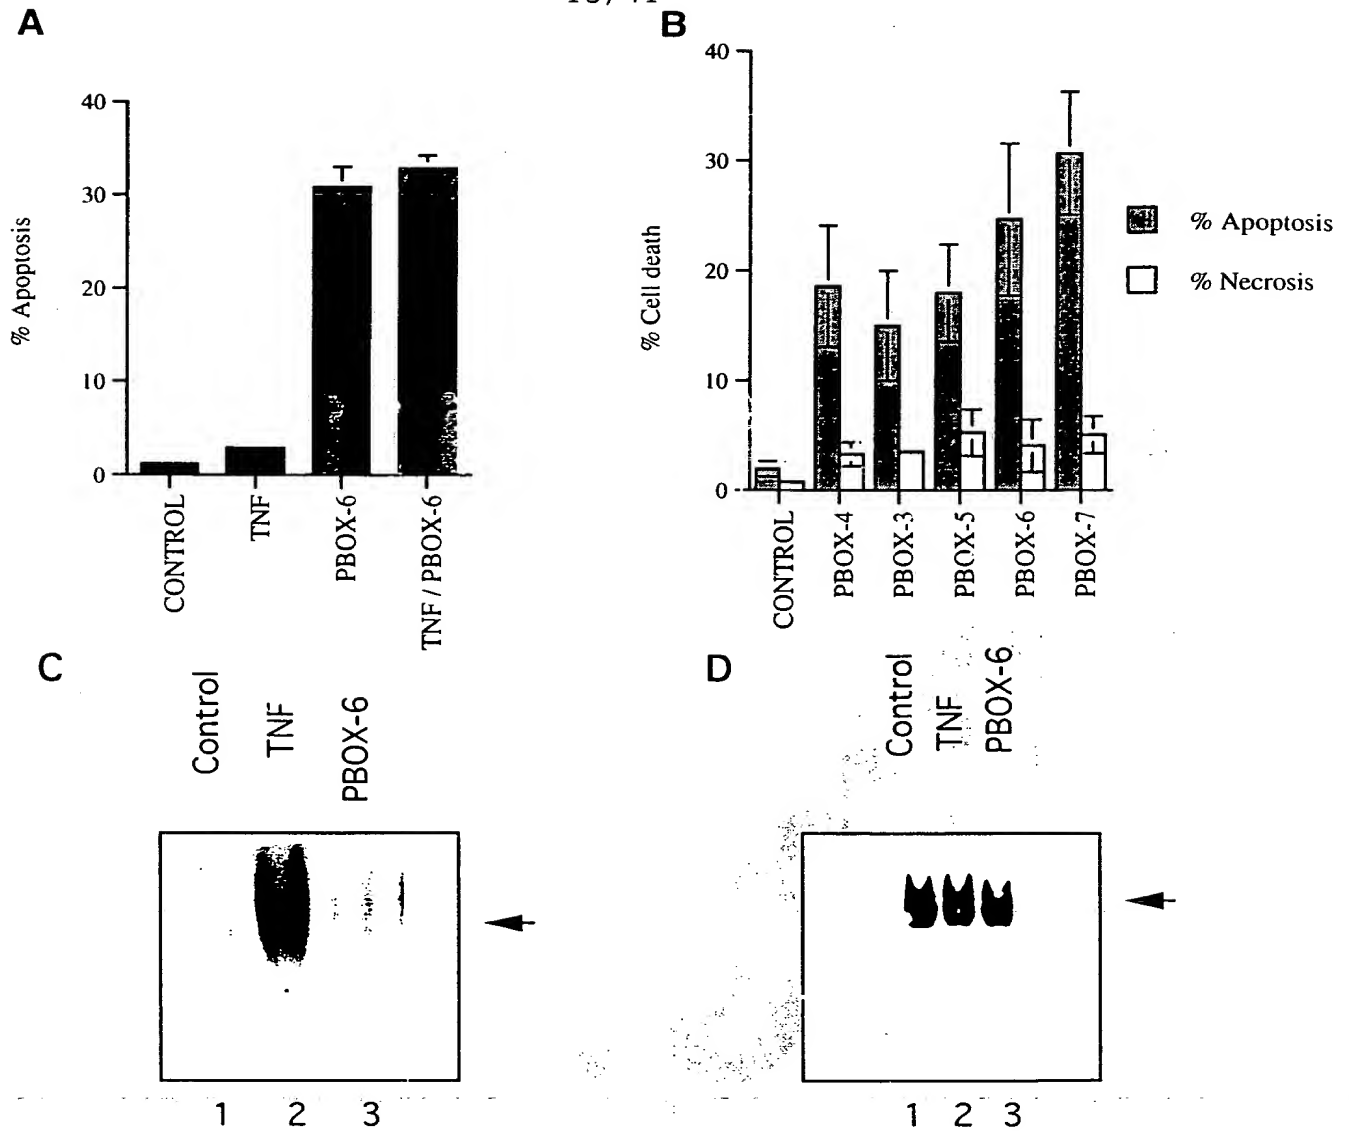 A
B
40
30
20
10
0
% Apoptosis
CONTROL
TNF
PBOX-6
TNF / PBOX-6
40
30
20
10
0
% Cell death
CONTROL
PBOX-4
PBOX-3
PBOX-5
PBOX-6
PBOX-7
% Apoptosis
% Necrosis
C
Control
TNF
PBOX-6
1 2 3
D
Control
TNF
PBOX-6
1 2 3